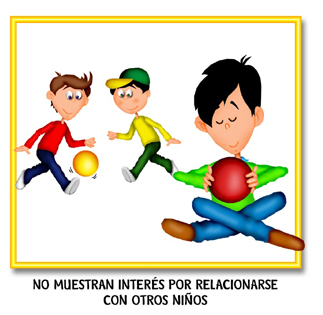 NO MUESTRAN INTERÉS POR RELACIONARSE
CON OTROS NIÑOS